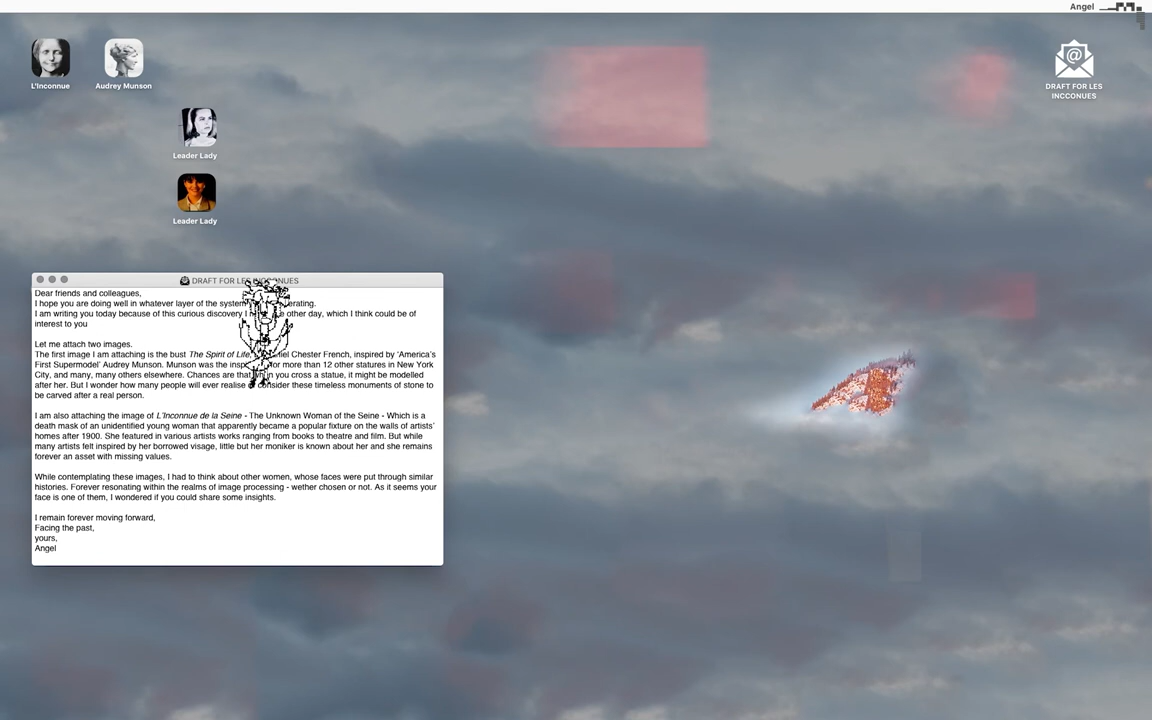 Angel
L'Inconnue
Audrey Munson
DRAFT FOR LES
INCCONUES
Leader Lady
Leader Lady
DRAFT FOR LES INCCONUES
Dear friends and colleagues,
I hope you are doing well in whatever layer of the system erating.
I am writing you today because of this curious discovery I other day, which I think could be of
interest to you
Let me attach two images.
The first image I am attaching is the bust The Spirit of Life, iel Chester French, inspired by 'America's
First Supermodel' Audrey Munson. Munson was the insp or more than 12 other statures in New York
City, and many, many others elsewhere. Chances are that n you cross a statue, it might be modelled
after her. But I wonder how many people will ever realise consider these timeless monuments of stone to
be carved after a real person.
I am also attaching the image of L'Inconnue de la Seine - The Unknown Woman of the Seine - Which is a
death mask of an unidentified young woman that apparently became a popular fixture on the walls of artists'
homes after 1900. She featured in various artists works ranging from books to theatre and film. But while
many artists felt inspired by her borrowed visage, little but her moniker is known about her and she remains
forever an asset with missing values.
While contemplating these images, I had to think about other women, whose faces were put through similar
histories. Forever resonating within the realms of image processing - wether chosen or not. As it seems your
face is one of them, I wondered if you could share some insights.
I remain forever moving forward,
Facing the past,
yours,
Angel